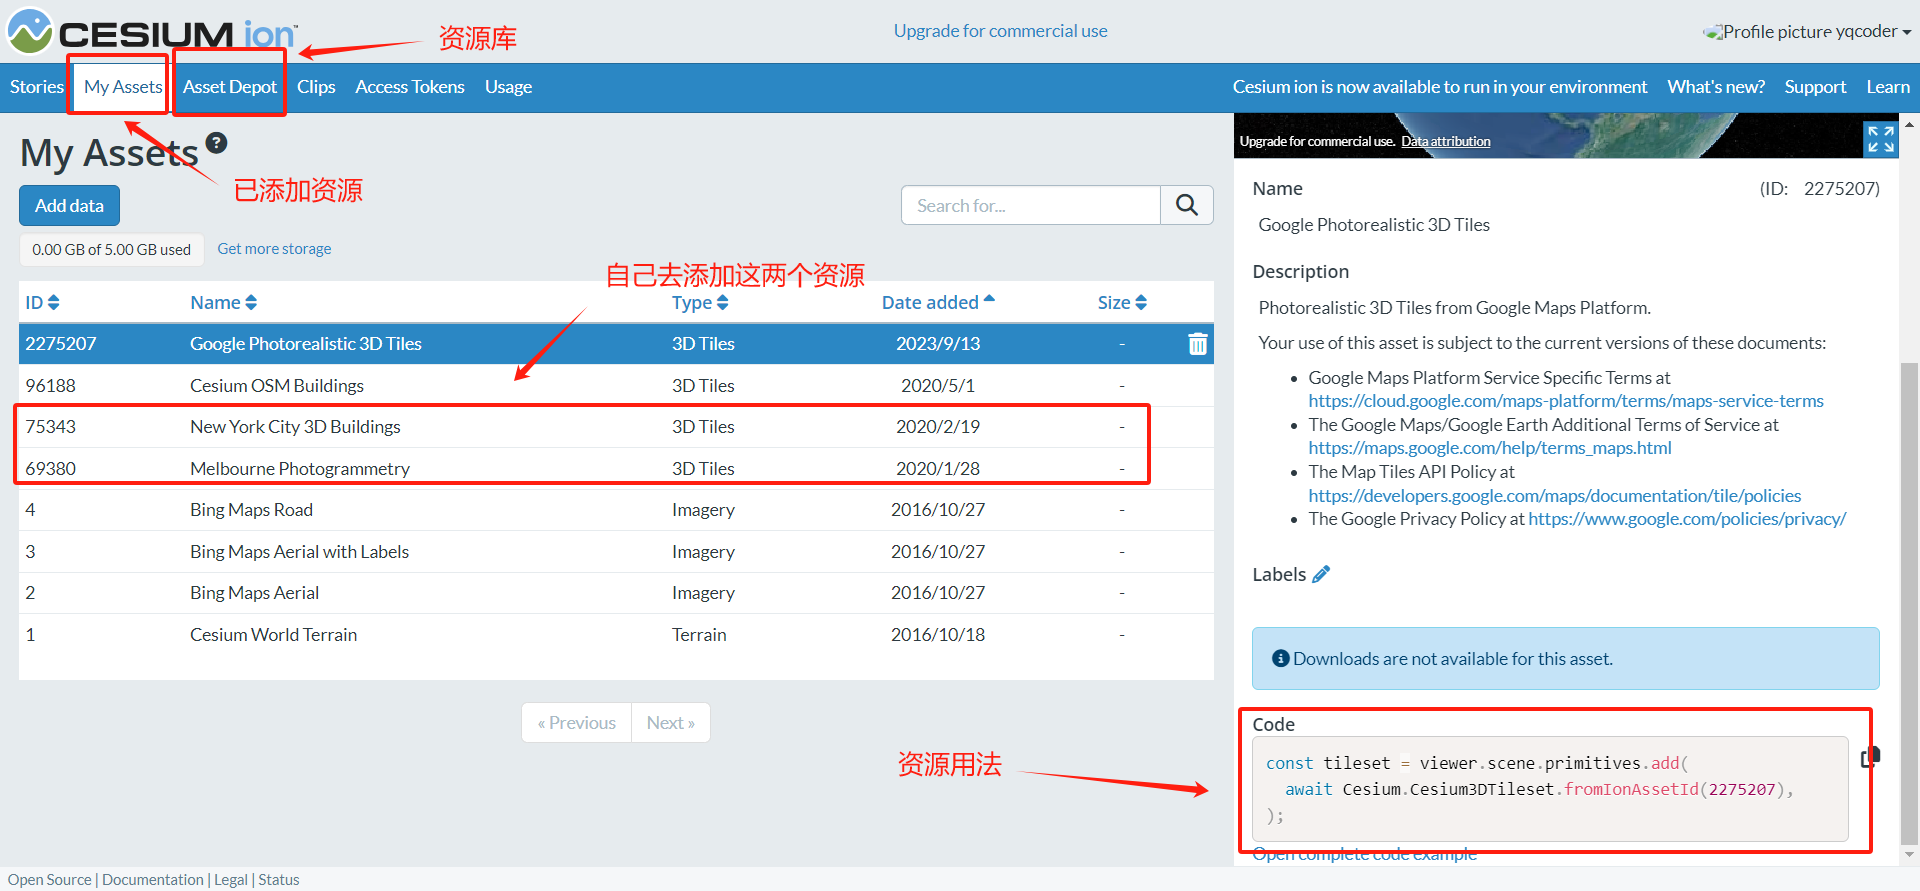 CESIUM ion™
资源库
Upgrade for commercial use
Profile picture yqcoder
Stories My Assets Asset Depot Clips Access Tokens Usage
Cesium ion is now available to run in your environment What's new? Support Learn
My Assets ?
已添加资源
Add data
Search for...
0.00 GB of 5.00 GB used Get more storage
自己去添加这两个资源
ID Name Type Date added Size
2275207 Google Photorealistic 3D Tiles 3D Tiles 2023/9/13 -
96188 Cesium OSM Buildings 3D Tiles 2020/5/1 -
75343 New York City 3D Buildings 3D Tiles 2020/2/19 -
69380 Melbourne Photogrammetry 3D Tiles 2020/1/28 -
4 Bing Maps Road Imagery 2016/10/27 -
3 Bing Maps Aerial with Labels Imagery 2016/10/27 -
2 Bing Maps Aerial Imagery 2016/10/27 -
1 Cesium World Terrain Terrain 2016/10/18 -
« Previous Next »
资源用法
Upgrade for commercial use. Data attribution
Name (ID: 2275207)
Google Photorealistic 3D Tiles
Description
Photorealistic 3D Tiles from Google Maps Platform.
Your use of this asset is subject to the current versions of these documents:
• Google Maps Platform Service Specific Terms at
https://cloud.google.com/maps-platform/terms/maps-service-terms
• The Google Maps/Google Earth Additional Terms of Service at
https://maps.google.com/help/terms_maps.html
• The Map Tiles API Policy at
https://developers.google.com/maps/documentation/tile/policies
• The Google Privacy Policy at https://www.google.com/policies/privacy/
Labels
Downloads are not available for this asset.
Code
const tileset = viewer.scene.primitives.add(
await Cesium.Cesium3DTileset.fromIonAssetId(2275207),
);
Open complete code example
Open Source | Documentation | Legal | Status